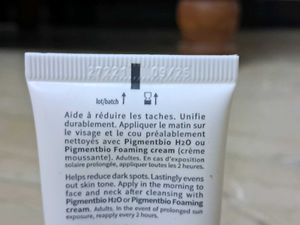 27221 09/25
lot/batch
Aide à réduire les taches. Unifie
durablement. Appliquer le matin sur
le visage et le cou préalablement
nettoyés avec Pigmentbio H2O ou
Pigmentbio Foaming cream (crème
moussante). Adultes. En cas d'exposition
solaire prolongée, appliquer toutes les 2 heures.
Helps reduce dark spots. Lastingly evens
out skin tone. Apply in the morning to
face and neck after cleansing with
Pigmentbio H2O or Pigmentbio Foaming
cream. Adults. In the event of prolonged sun
exposure, reapply every 2 hours.